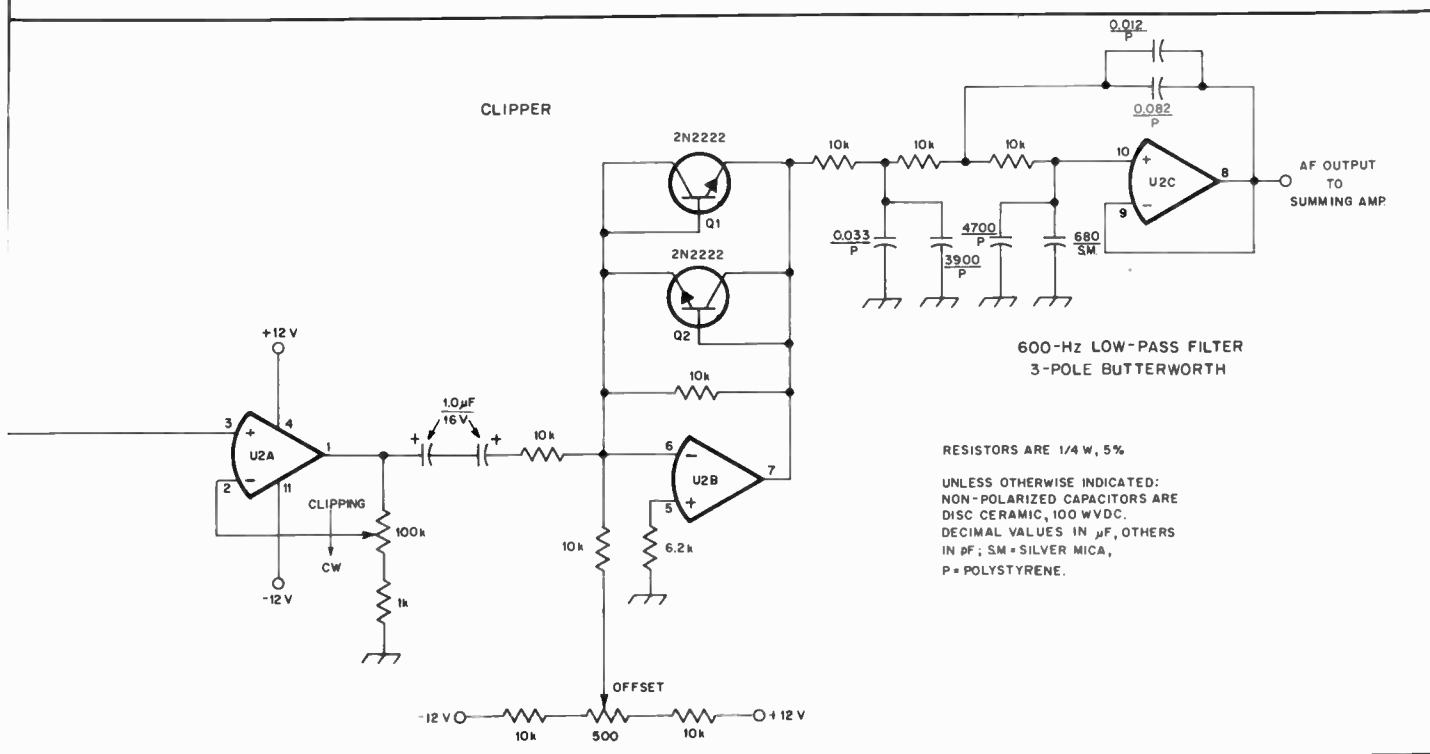 CLIPPER
0.012
P
0.082
P
2N2222
Q1
2N2222
Q2
10k
10k
10k
10k
0.033
P
3900
P
4700
P
680
S.M.
10
+
U2C
8
9
−
AF OUTPUT
TO
SUMMING AMP.
600-Hz LOW-PASS FILTER
3-POLE BUTTERWORTH
+12 V
3
+
4
U2A
1
2
−
11
-12 V
CLIPPING
CW
100k
1k
1.0 µF
16 V
+
+
10k
6
−
U2B
7
5
+
6.2k
10k
OFFSET
-12 V
10k
500
10k
+12 V
RESISTORS ARE 1/4 W, 5%
UNLESS OTHERWISE INDICATED:
NON-POLARIZED CAPACITORS ARE
DISC CERAMIC, 100 WVDC.
DECIMAL VALUES IN µF, OTHERS
IN pF; S.M = SILVER MICA,
P = POLYSTYRENE.